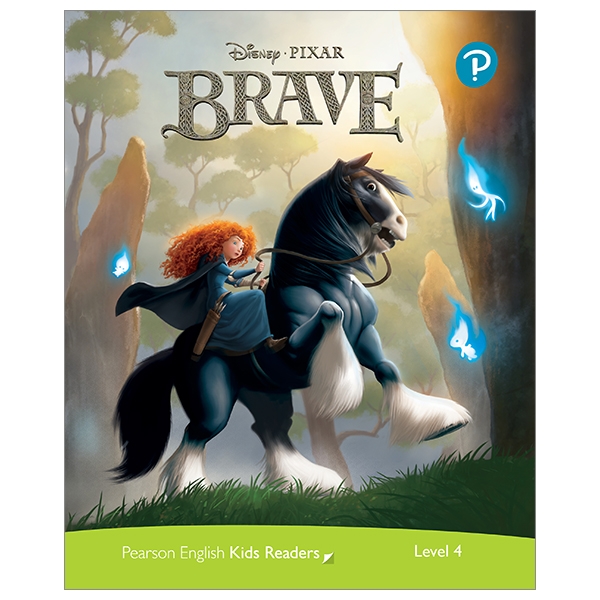 Disney · PIXAR
BRAVE
P
Pearson English Kids Readers
Level 4